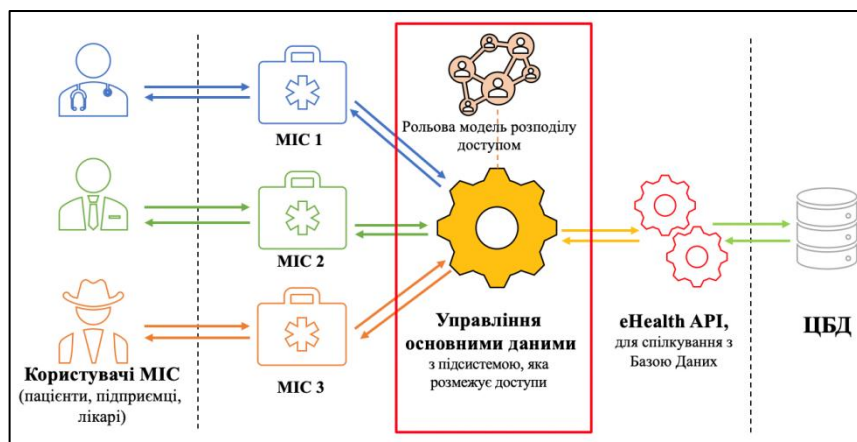 Рольова модель розподілу
доступом
МІС 1
МІС 2
МІС 3
Користувачі МІС
(пацієнти, підприємці,
лікарі)
Управління
основними даними
з підсистемою, яка
розмежує доступи
eHealth API,
для спілкування з
Базою Даних
ЦБД